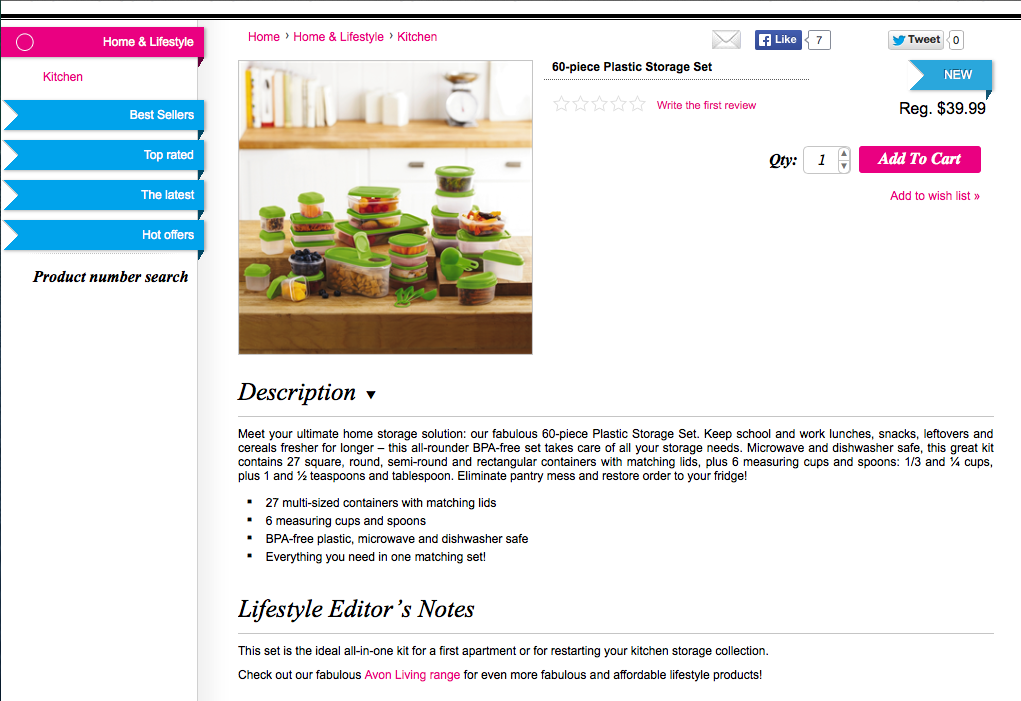 Home & Lifestyle
Kitchen
Best Sellers
Top rated
The latest
Hot offers
Product number search
Home › Home & Lifestyle › Kitchen
Like 7
Tweet 0
60-piece Plastic Storage Set
NEW
Write the first review
Reg. $39.99
Qty: 1 Add To Cart
Add to wish list »
Description ▼
Meet your ultimate home storage solution: our fabulous 60-piece Plastic Storage Set. Keep school and work lunches, snacks, leftovers and
cereals fresher for longer – this all-rounder BPA-free set takes care of all your storage needs. Microwave and dishwasher safe, this great kit
contains 27 square, round, semi-round and rectangular containers with matching lids, plus 6 measuring cups and spoons: 1/3 and ¼ cups,
plus 1 and ½ teaspoons and tablespoon. Eliminate pantry mess and restore order to your fridge!
▪ 27 multi-sized containers with matching lids
▪ 6 measuring cups and spoons
▪ BPA-free plastic, microwave and dishwasher safe
▪ Everything you need in one matching set!
Lifestyle Editor's Notes
This set is the ideal all-in-one kit for a first apartment or for restarting your kitchen storage collection.
Check out our fabulous Avon Living range for even more fabulous and affordable lifestyle products!